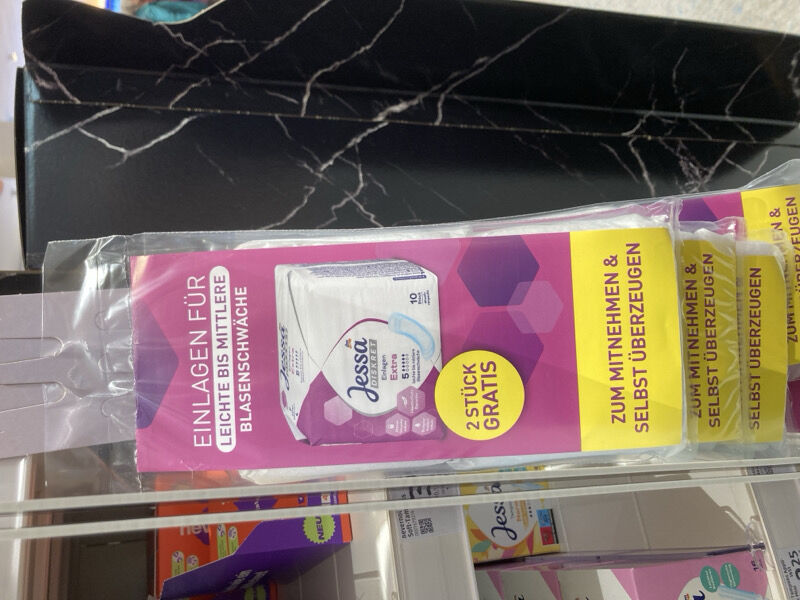 EINLAGEN FÜR
LEICHTE BIS MITTLERE
BLASENSCHWÄCHE
Jessa
DISKRET
Einlagen
Extra
5
10
2 STÜCK
GRATIS
ZUM MITNEHMEN &
SELBST ÜBERZEUGEN
ZUM MITNEHMEN &
SELBST ÜBERZEUGEN
SELBST ÜBERZEUGEN
NEU
Jessa